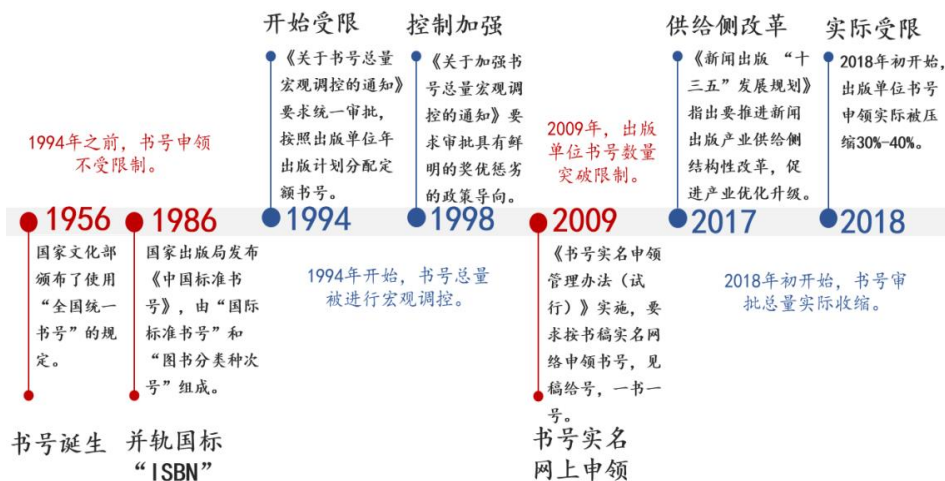 开始受限
《关于书号总量
宏观调控的通知》
要求统一审批,
按照出版单位年
出版计划分配定
额书号。
控制加强
《关于加强书
号总量宏观调
控的通知》要
求审批具有鲜
明的奖优惩劣
的政策导向。
供给侧改革
《新闻出版 “十
三五”发展规划》
指出要推进新闻
出版产业供给侧
结构性改革, 促
进产业优化升级。
实际受限
2018年初开始,
出版单位书号
申领实际被压
缩30%-40%。
1994年之前, 书号申领
不受限制。
2009年, 出版
单位书号数量
突破限制。
1956
1986
1994
1998
2009
2017
2018
国家文化部
颁布了使用
“全国统一
书号”的规
定。
国家出版局发布
《中国标准书
号》, 由“国际
标准书号”和
“图书分类种次
号”组成。
1994年开始, 书号总量
被进行宏观调控。
《书号实名申领
管理办法（试
行）》实施, 要
求按书稿实名网
络申领书号, 见
稿给号, 一书一
号。
2018年初开始, 书号审
批总量实际收缩。
书号诞生
并轨国标
“ISBN”
书号实名
网上申领